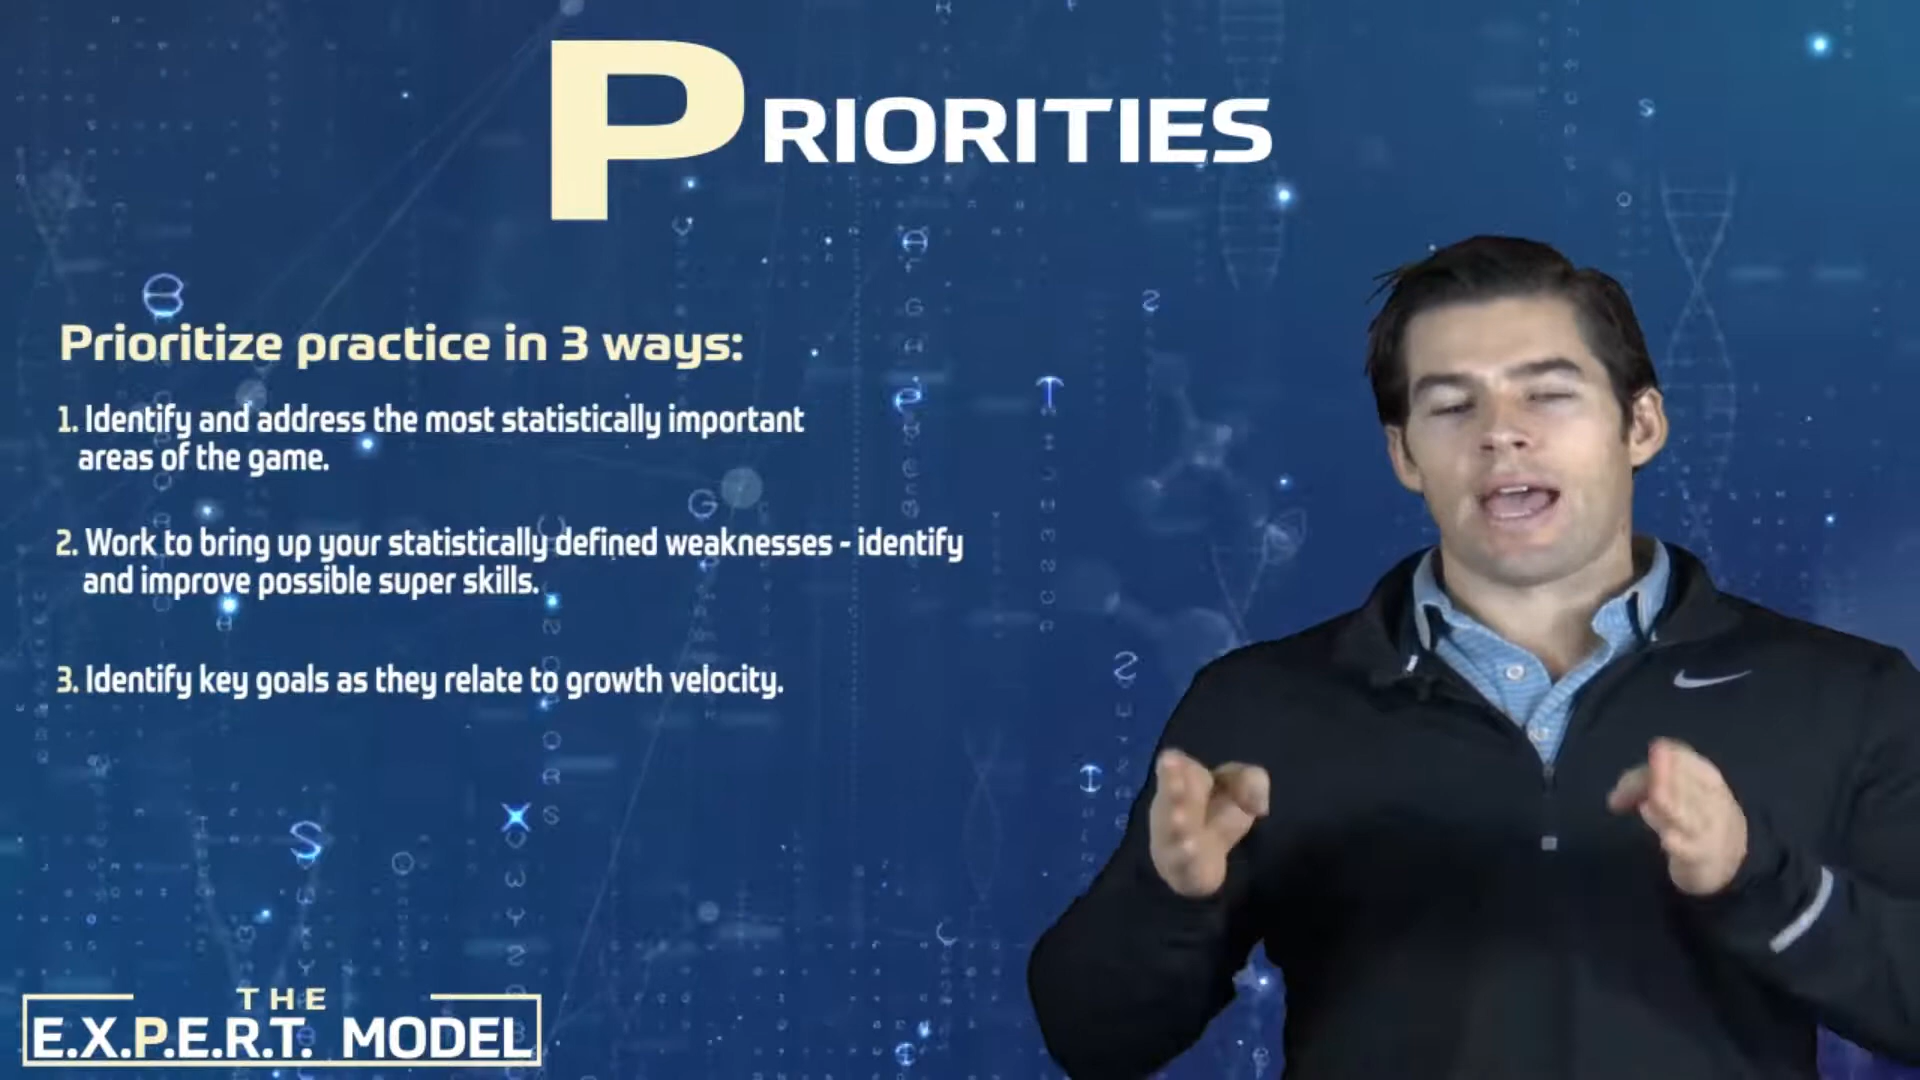 PRIORITIES
Prioritize practice in 3 ways:
1. Identify and address the most statistically important
areas of the game.
2. Work to bring up your statistically defined weaknesses - identify
and improve possible super skills.
3. Identify key goals as they relate to growth velocity.
THE
E.X.P.E.R.T. MODEL